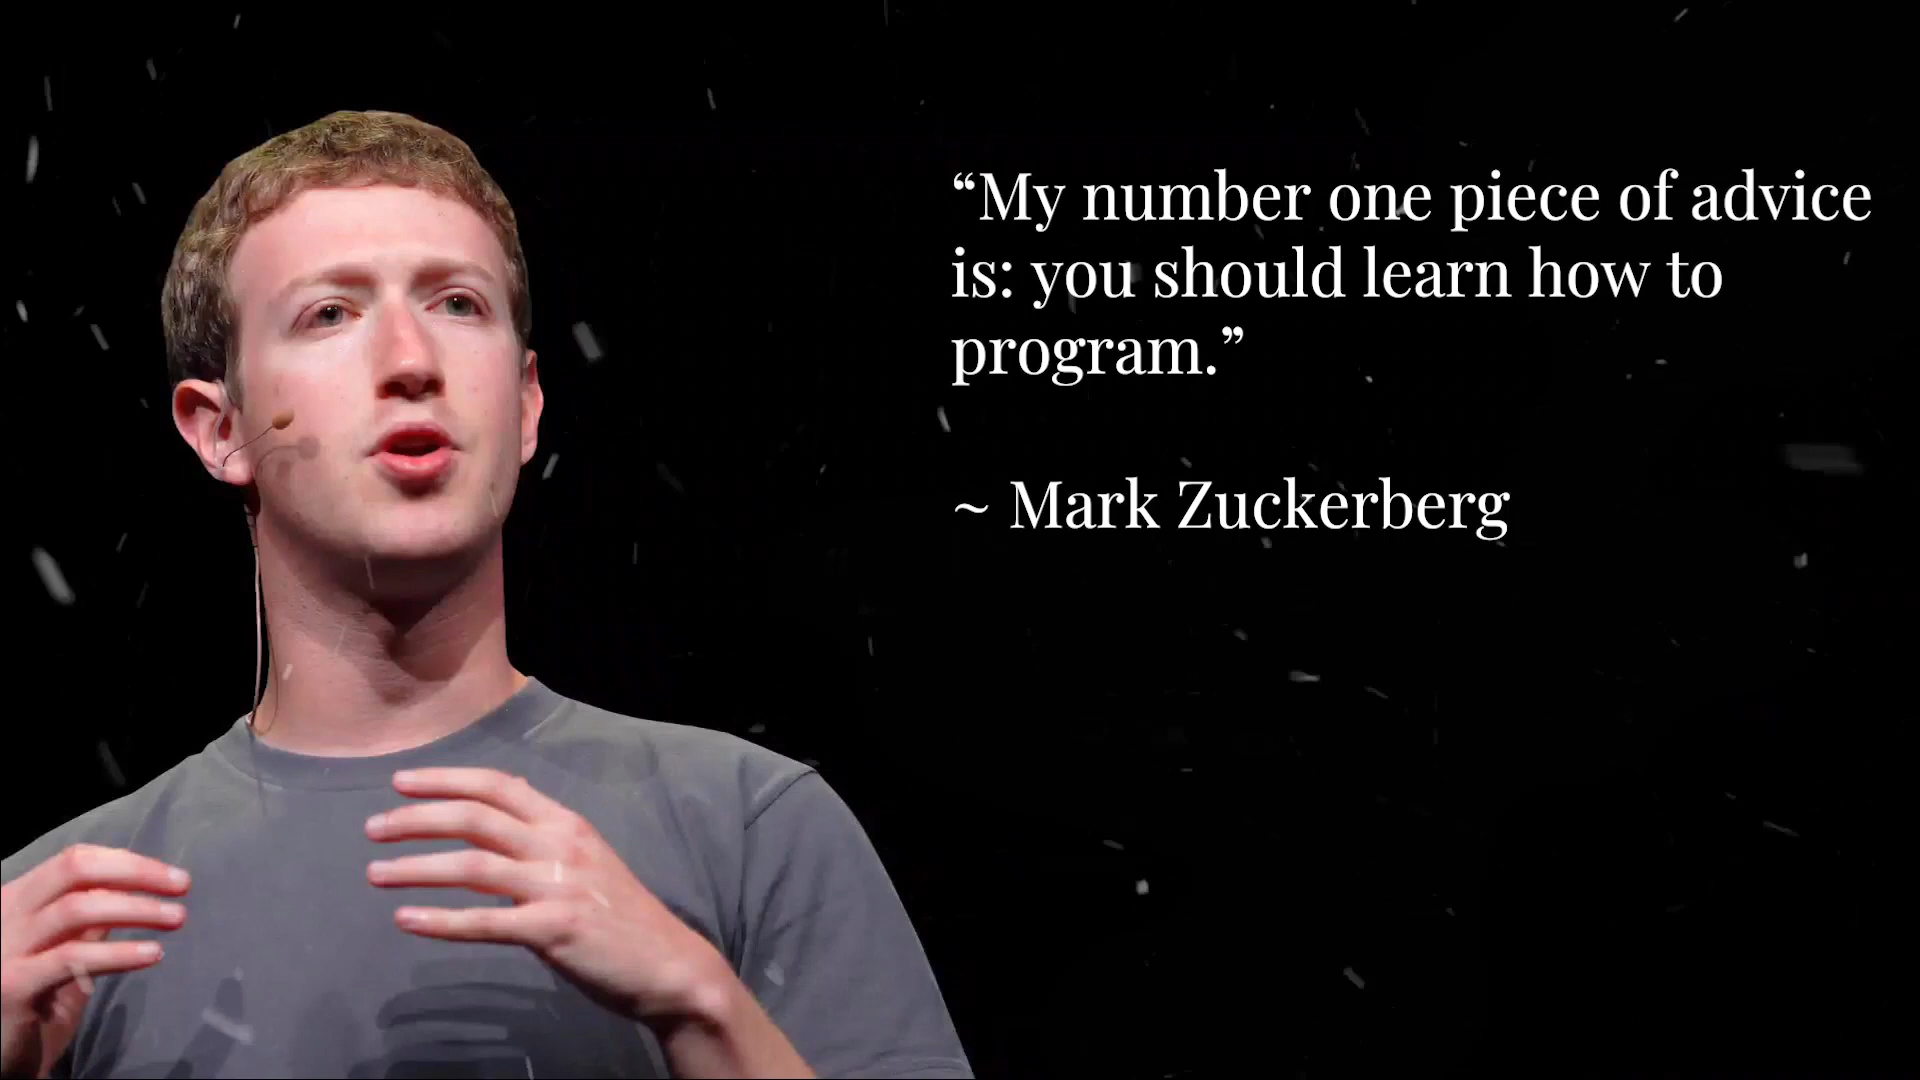 “My number one piece of advice
is: you should learn how to
program.”
~ Mark Zuckerberg